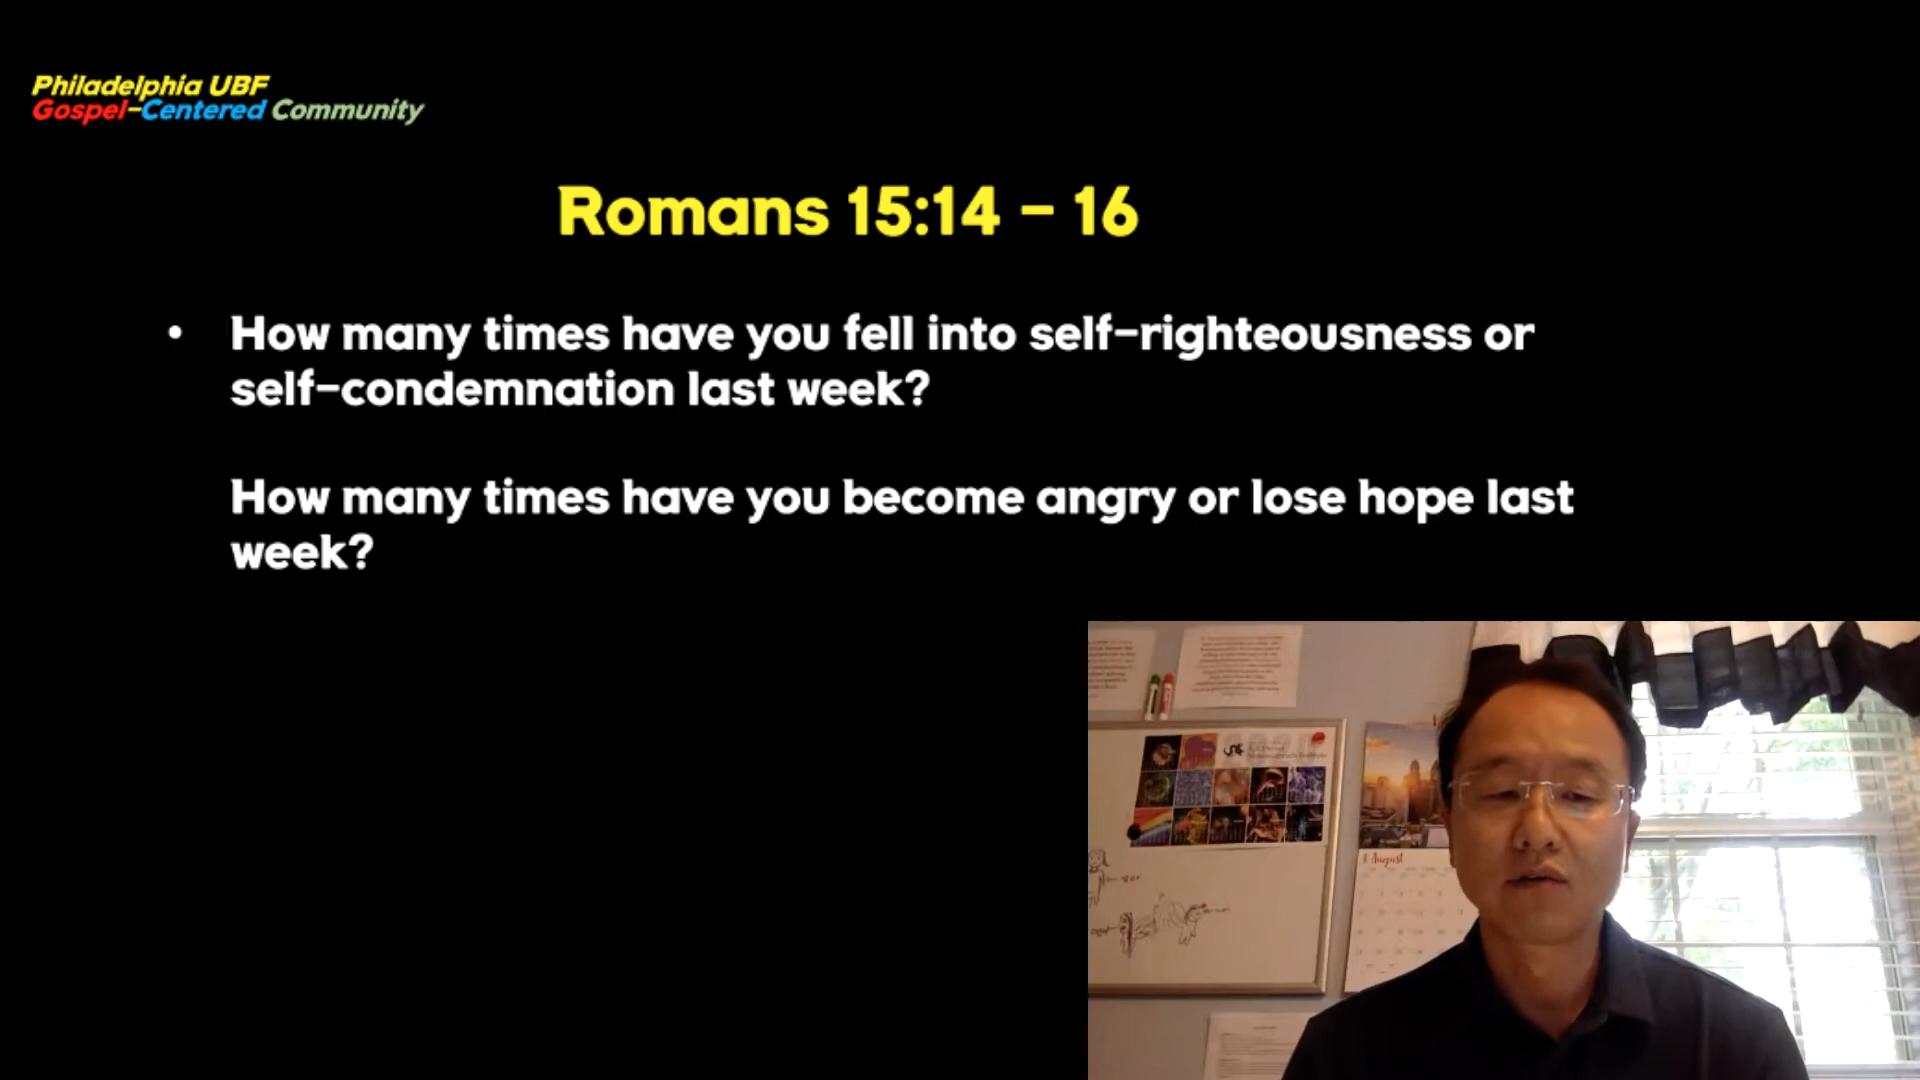 Philadelphia UBF
Gospel-Centered Community
Romans 15:14 – 16
• How many times have you fell into self-righteousness or
self-condemnation last week?
How many times have you become angry or lose hope last
week?
August